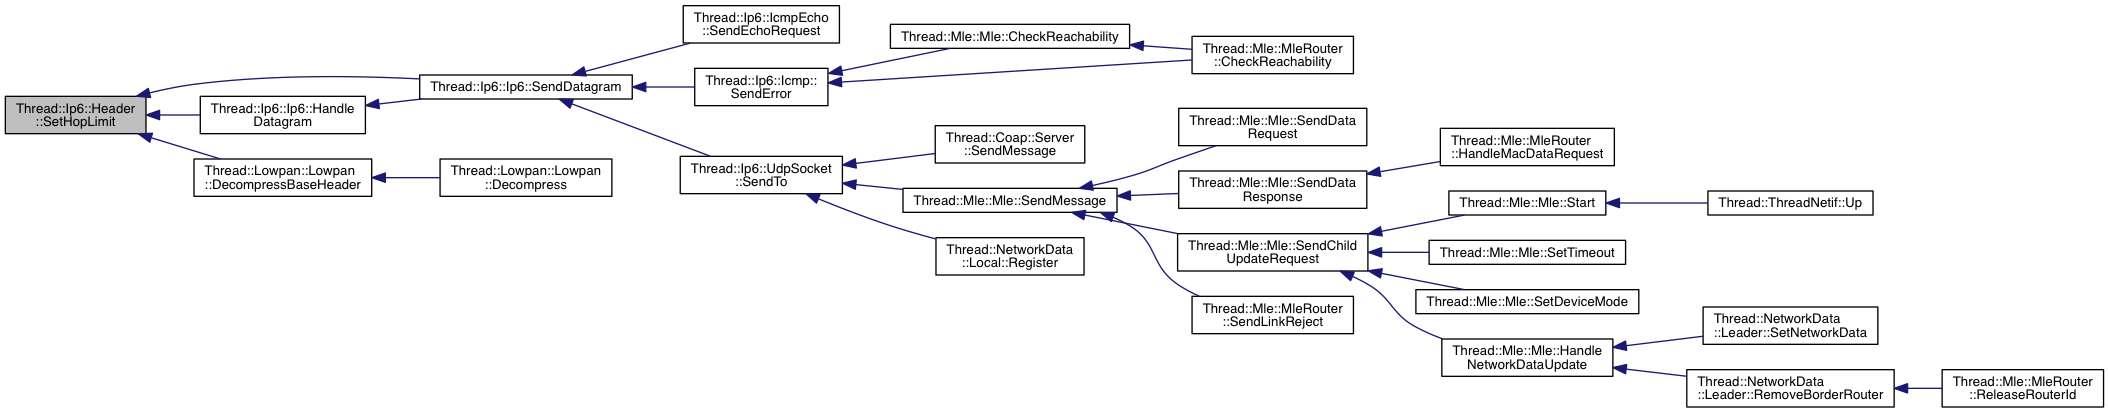 Thread::Ip6::Header
::SetHopLimit
Thread::Ip6::Ip6::Handle
Datagram
Thread::Lowpan::Lowpan
::DecompressBaseHeader
Thread::Ip6::Ip6::SendDatagram
Thread::Lowpan::Lowpan
::Decompress
Thread::Ip6::IcmpEcho
::SendEchoRequest
Thread::Ip6::Icmp::
SendError
Thread::Ip6::UdpSocket
::SendTo
Thread::Mle::Mle::CheckReachability
Thread::Mle::MleRouter
::CheckReachability
Thread::Coap::Server
::SendMessage
Thread::Mle::Mle::SendMessage
Thread::NetworkData
::Local::Register
Thread::Mle::Mle::SendData
Request
Thread::Mle::Mle::SendData
Response
Thread::Mle::Mle::SendChild
UpdateRequest
Thread::Mle::MleRouter
::SendLinkReject
Thread::Mle::MleRouter
::HandleMacDataRequest
Thread::Mle::Mle::Start
Thread::Mle::Mle::SetTimeout
Thread::Mle::Mle::SetDeviceMode
Thread::Mle::Mle::Handle
NetworkDataUpdate
Thread::ThreadNetif::Up
Thread::NetworkData
::Leader::SetNetworkData
Thread::NetworkData
::Leader::RemoveBorderRouter
Thread::Mle::MleRouter
::ReleaseRouterId